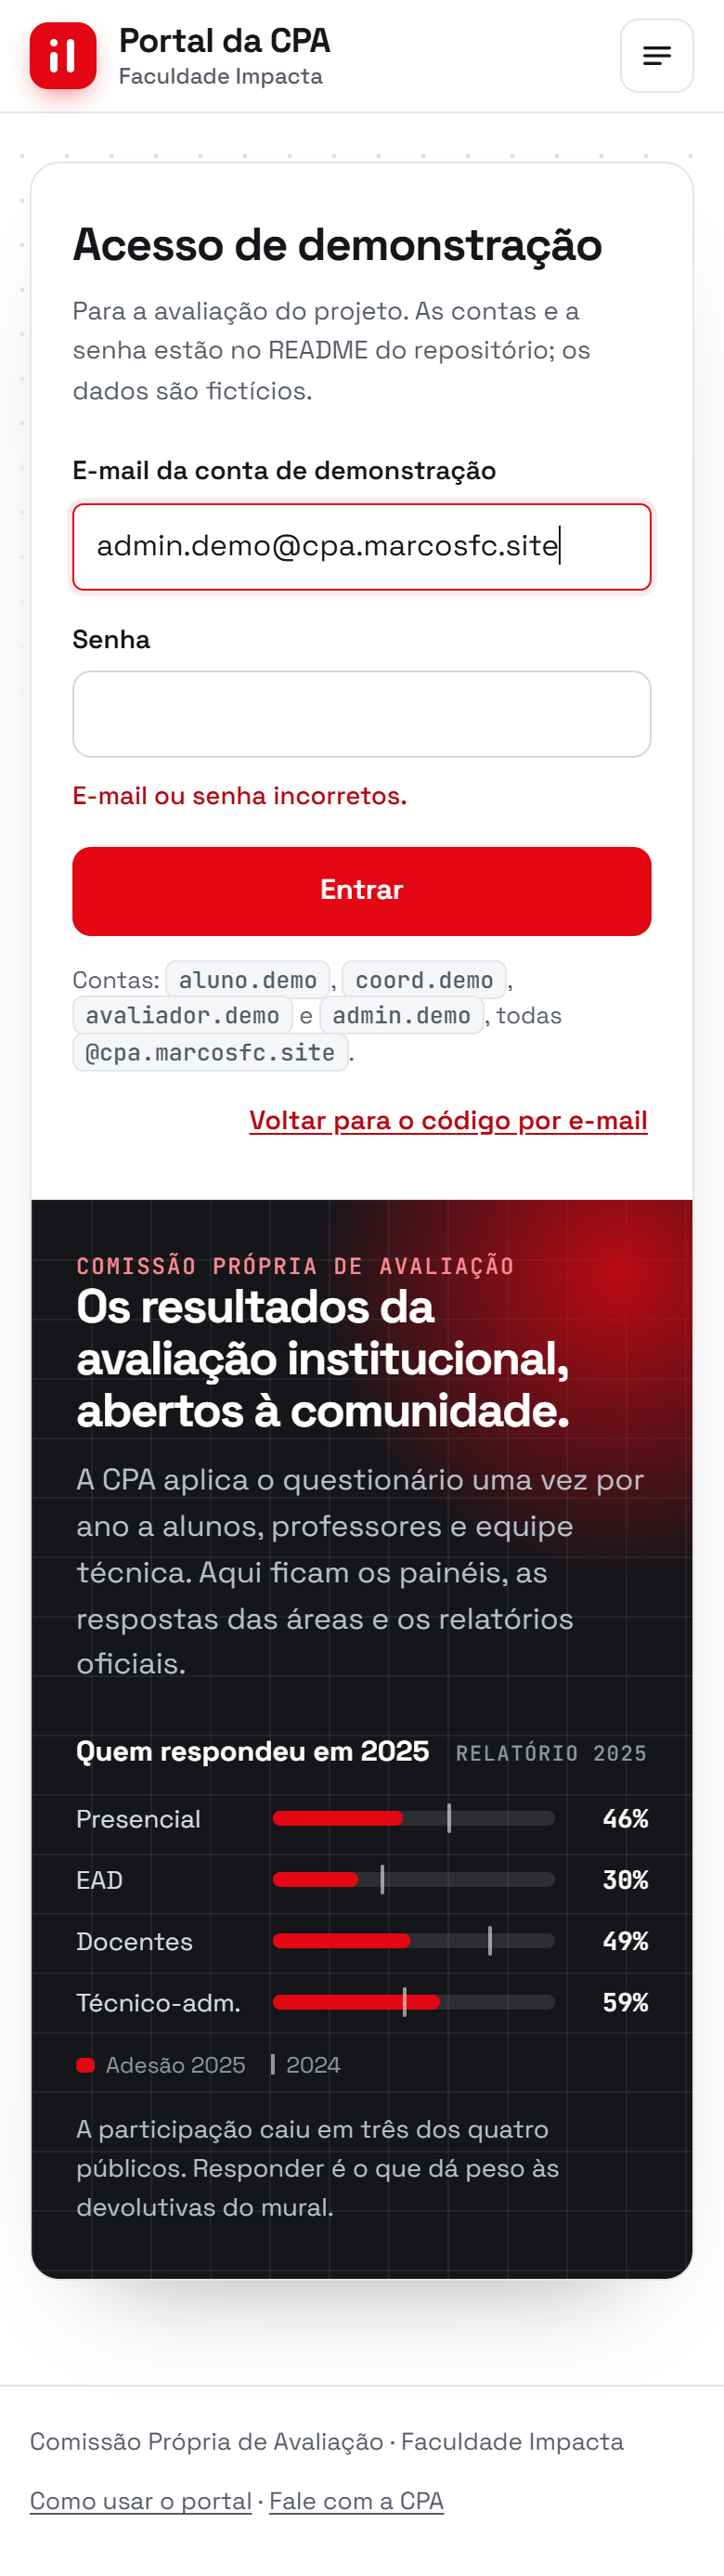 Portal da CPA
Faculdade Impacta
Acesso de demonstração
Para a avaliação do projeto. As contas e a
senha estão no README do repositório; os
dados são fictícios.
E-mail da conta de demonstração
admin.demo@cpa.marcosfc.site
Senha
E-mail ou senha incorretos.
Entrar
Contas: aluno.demo, coord.demo,
avaliador.demo e admin.demo, todas
@cpa.marcosfc.site.
Voltar para o código por e-mail
COMISSÃO PRÓPRIA DE AVALIAÇÃO
Os resultados da
avaliação institucional,
abertos à comunidade.
A CPA aplica o questionário uma vez por
ano a alunos, professores e equipe
técnica. Aqui ficam os painéis, as
respostas das áreas e os relatórios
oficiais.
Quem respondeu em 2025 RELATÓRIO 2025
Presencial 46%
EAD 30%
Docentes 49%
Técnico-adm. 59%
Adesão 2025 2024
A participação caiu em três dos quatro
públicos. Responder é o que dá peso às
devolutivas do mural.
Comissão Própria de Avaliação · Faculdade Impacta
Como usar o portal · Fale com a CPA